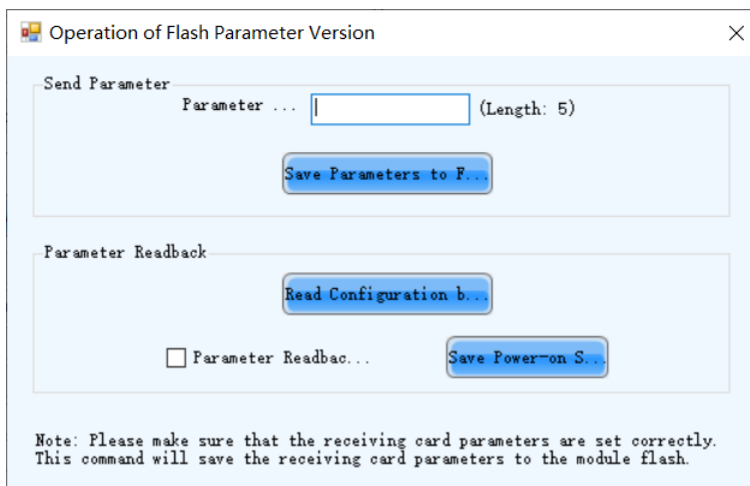 Operation of Flash Parameter Version
Send Parameter
Parameter ... (Length: 5)
Save Parameters to F...
Parameter Readback
Read Configuration b...
Parameter Readbac... Save Power-on S...
Note: Please make sure that the receiving card parameters are set correctly.
This command will save the receiving card parameters to the module flash.